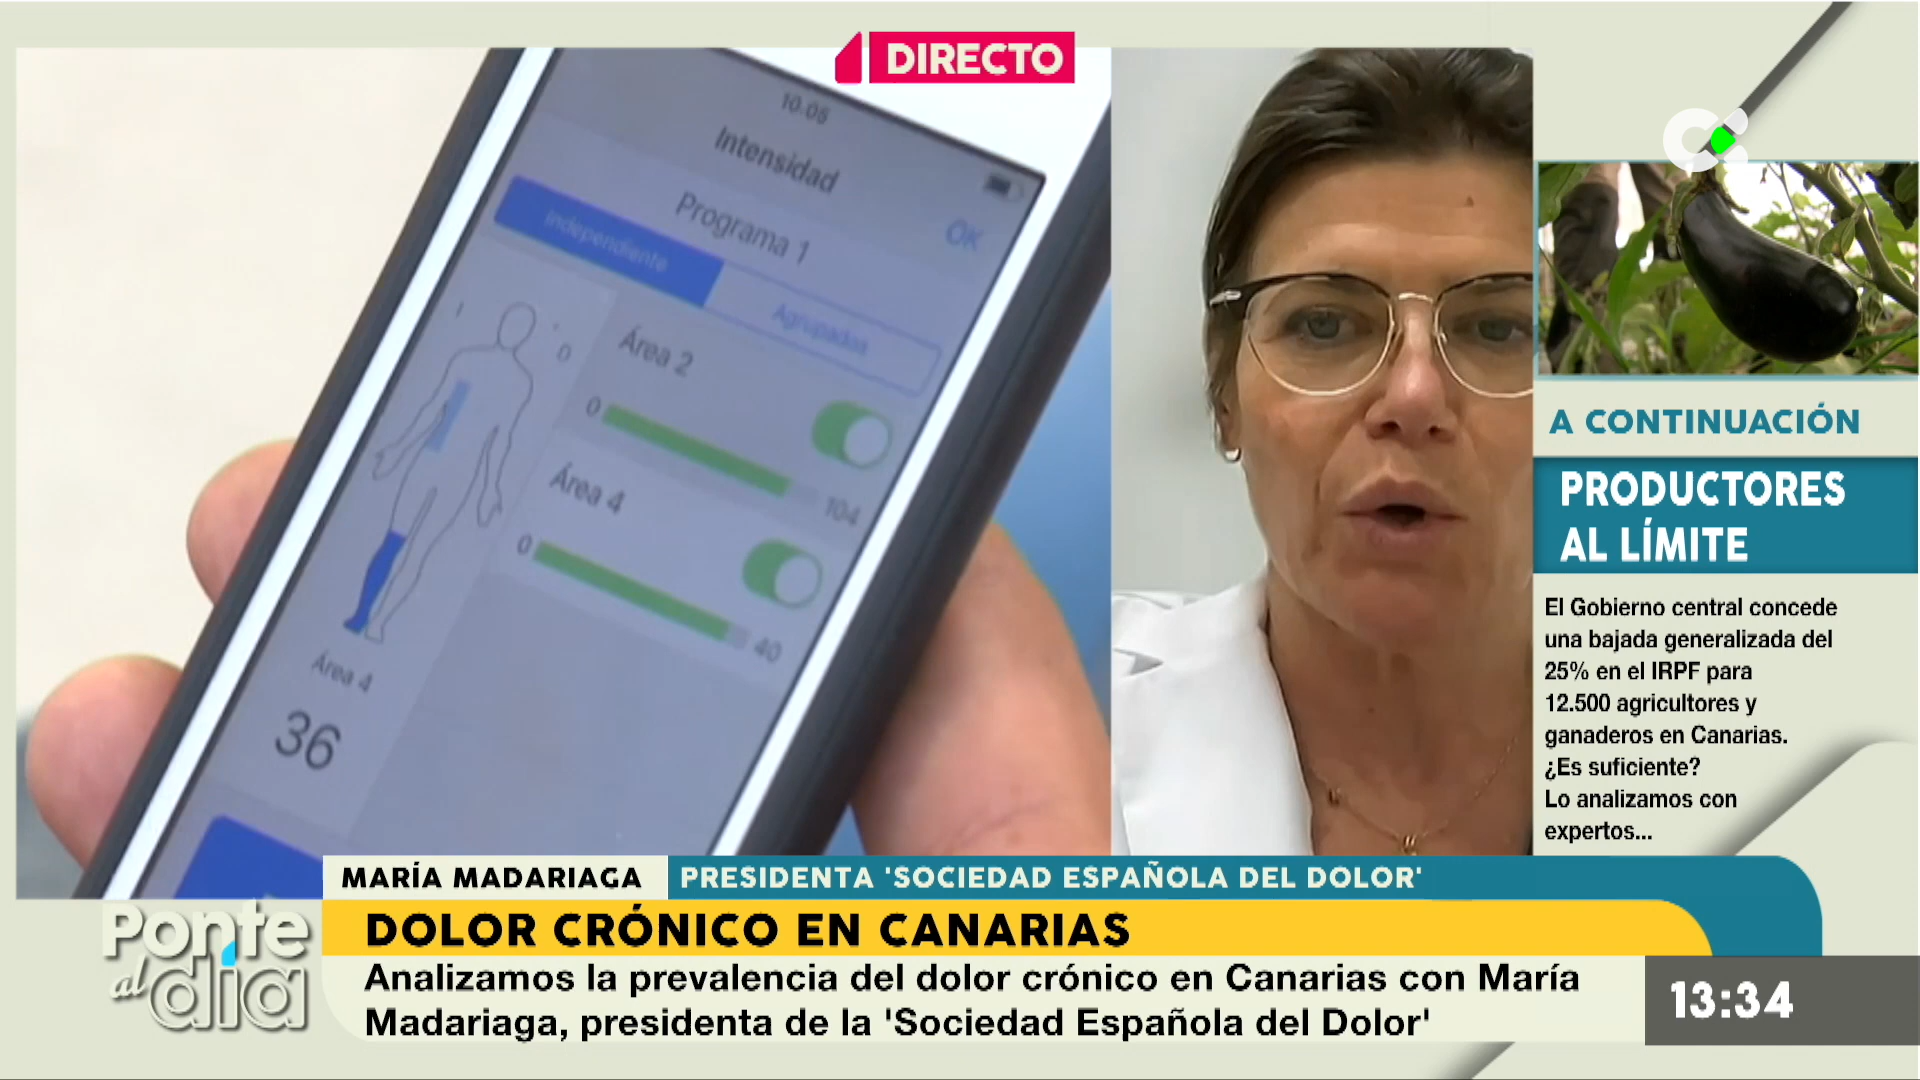 DIRECTO
10:05
Intensidad
Programa 1
OK
Independiente
Agrupados
I
D
Área 2
0
104
Área 4
0
40
Área 4
36
A CONTINUACIÓN
PRODUCTORES
AL LÍMITE
El Gobierno central concede
una bajada generalizada del
25% en el IRPF para
12.500 agricultores y
ganaderos en Canarias.
¿Es suficiente?
Lo analizamos con
expertos...
MARÍA MADARIAGA
PRESIDENTA 'SOCIEDAD ESPAÑOLA DEL DOLOR'
Ponte
al día
DOLOR CRÓNICO EN CANARIAS
Analizamos la prevalencia del dolor crónico en Canarias con María
Madariaga, presidenta de la 'Sociedad Española del Dolor'
13:34